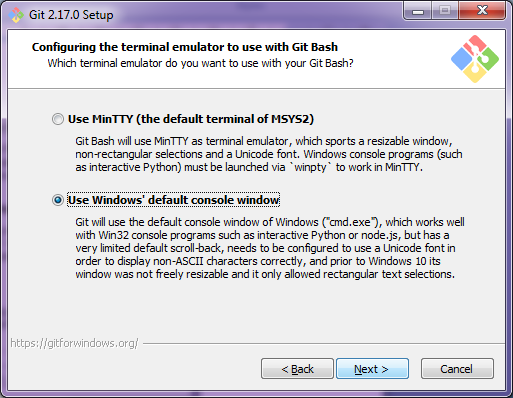 Git 2.17.0 Setup
Configuring the terminal emulator to use with Git Bash
Which terminal emulator do you want to use with your Git Bash?
Use MinTTY (the default terminal of MSYS2)
Git Bash will use MinTTY as terminal emulator, which sports a resizable window,
non-rectangular selections and a Unicode font. Windows console programs (such
as interactive Python) must be launched via `winpty` to work in MinTTY.
Use Windows' default console window
Git will use the default console window of Windows ("cmd.exe"), which works well
with Win32 console programs such as interactive Python or node.js, but has a
very limited default scroll-back, needs to be configured to use a Unicode font in
order to display non-ASCII characters correctly, and prior to Windows 10 its
window was not freely resizable and it only allowed rectangular text selections.
https://gitforwindows.org/
< Back
Next >
Cancel